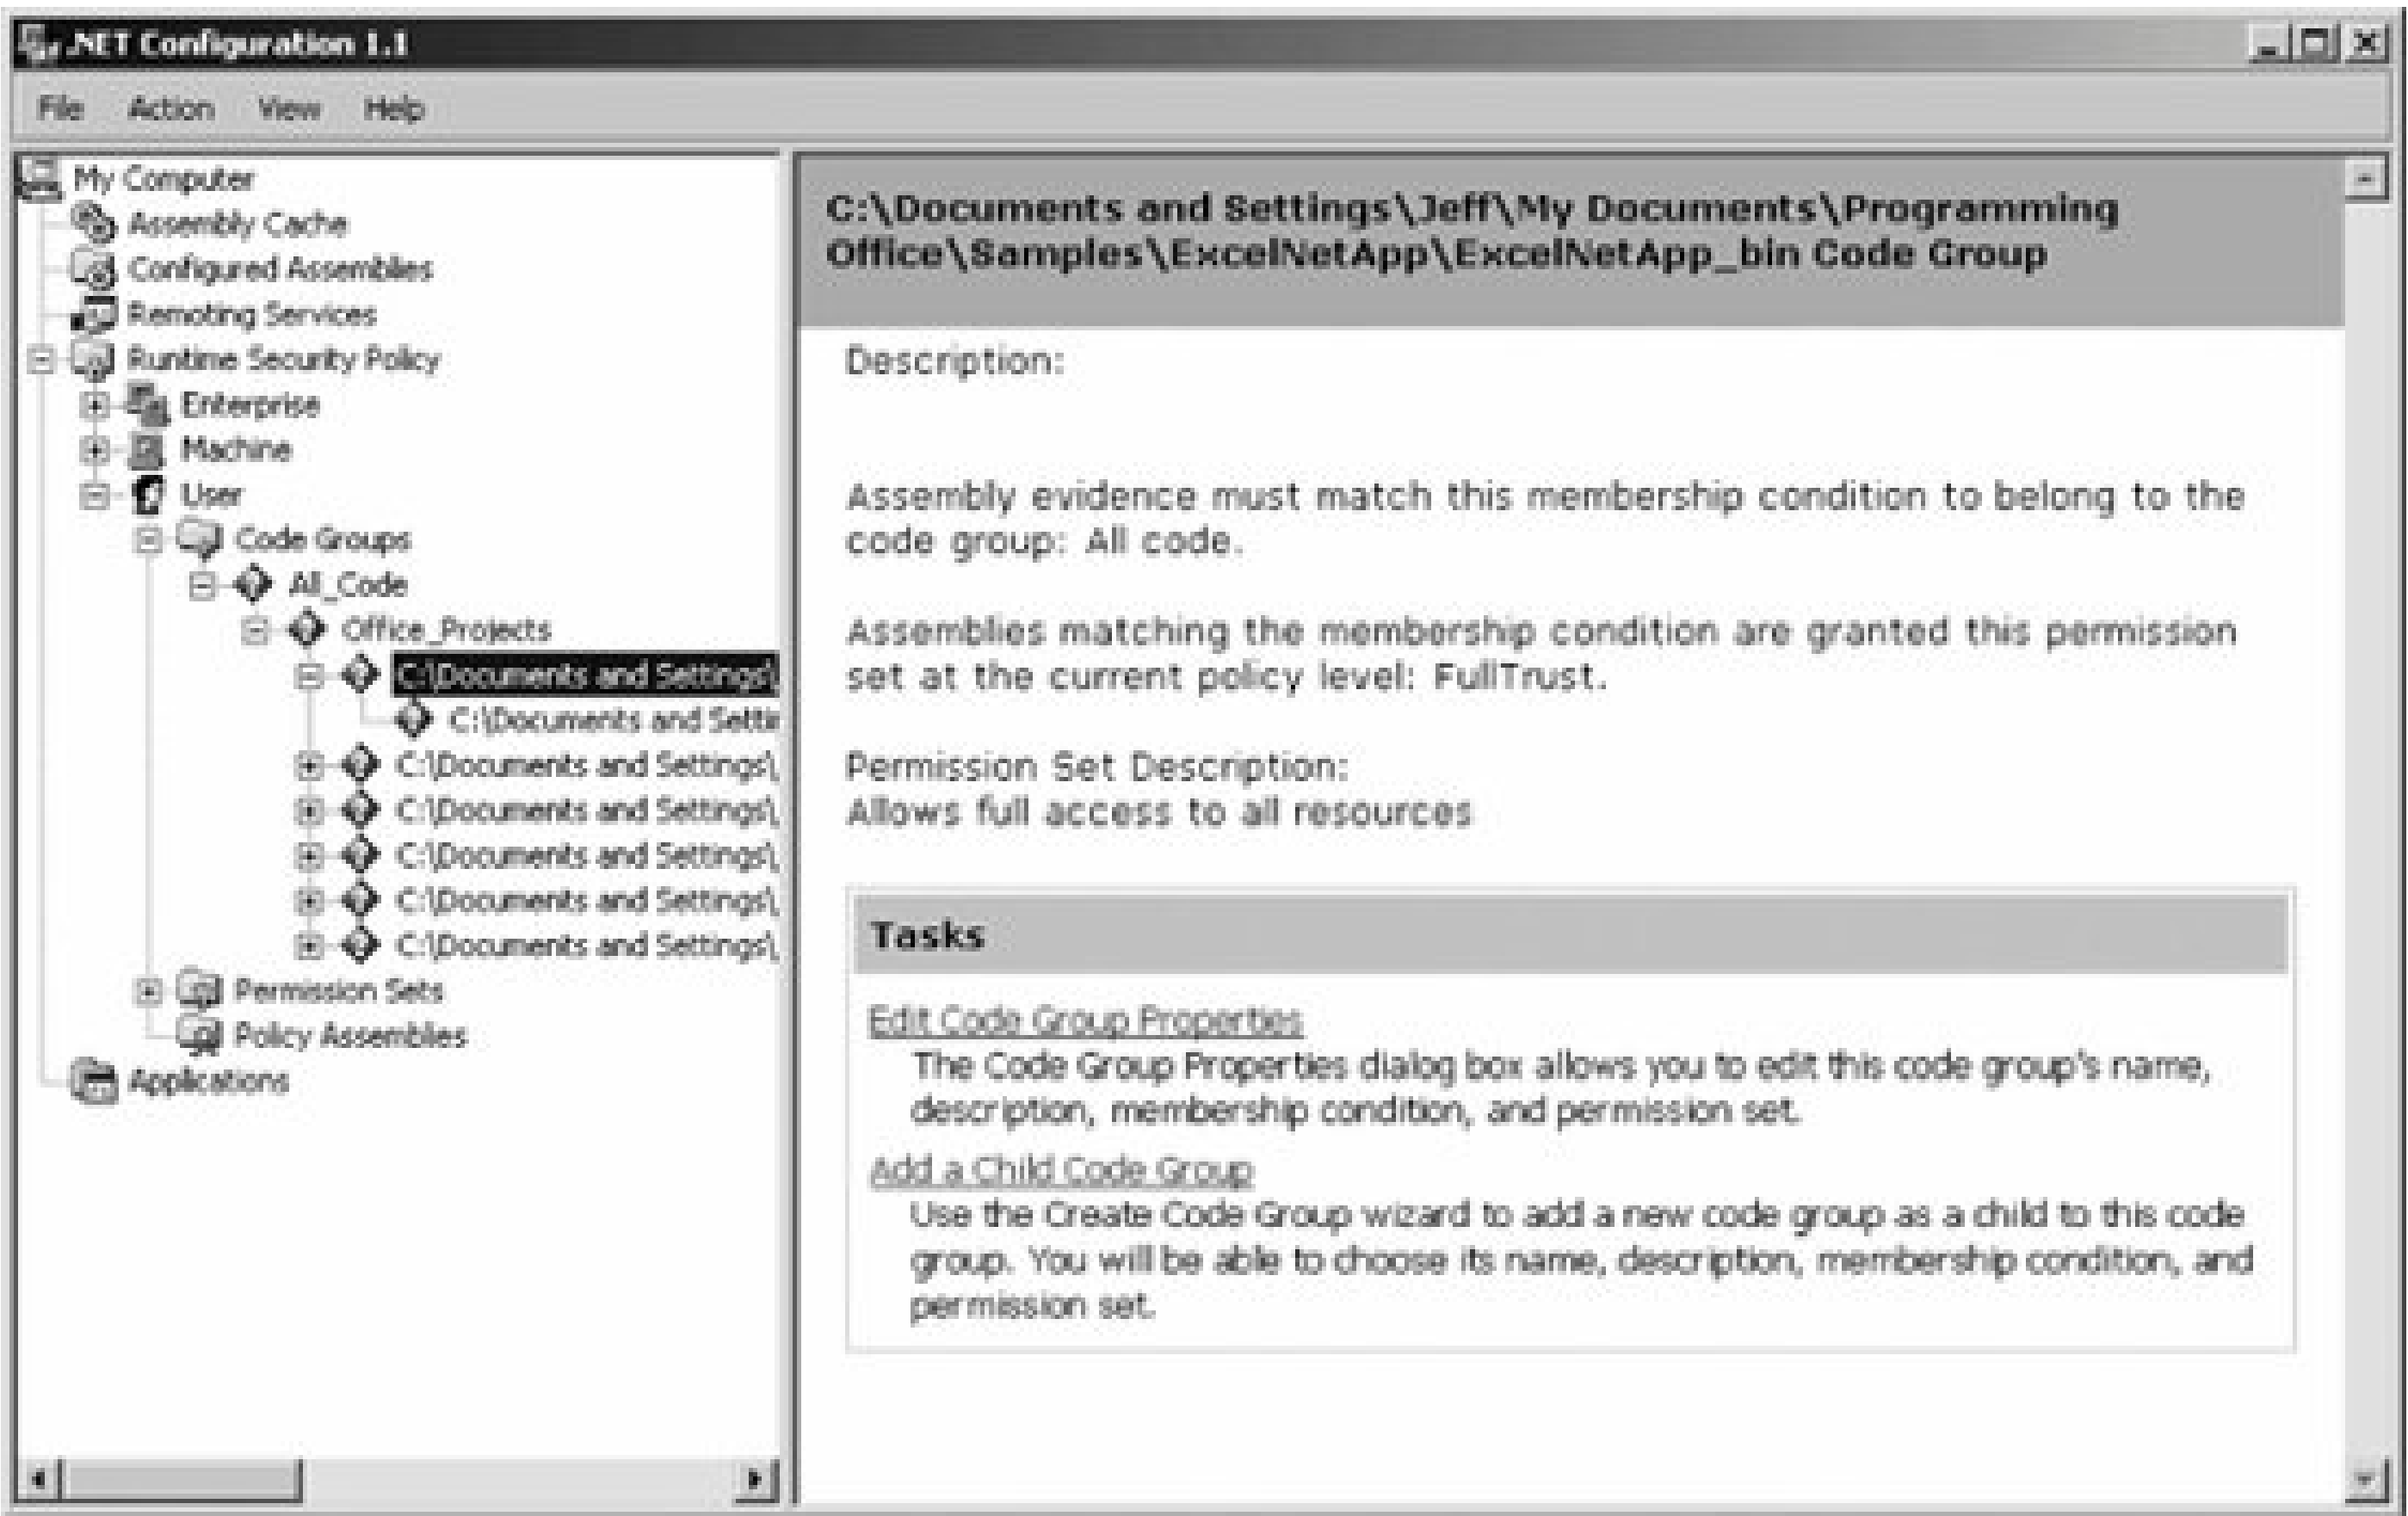 .NET Configuration 1.1
File Action View Help
My Computer
Assembly Cache
Configured Assemblies
Remoting Services
Runtime Security Policy
Enterprise
Machine
User
Code Groups
All_Code
Office_Projects
C:\Documents and Settings\
C:\Documents and Settin
C:\Documents and Settings\
C:\Documents and Settings\
C:\Documents and Settings\
C:\Documents and Settings\
C:\Documents and Settings\
Permission Sets
Policy Assemblies
Applications
C:\Documents and Settings\Jeff\My Documents\Programming
Office\Samples\ExcelNetApp\ExcelNetApp_bin Code Group
Description:
Assembly evidence must match this membership condition to belong to the
code group: All code.
Assemblies matching the membership condition are granted this permission
set at the current policy level: FullTrust.
Permission Set Description:
Allows full access to all resources
Tasks
Edit Code Group Properties
The Code Group Properties dialog box allows you to edit this code group's name,
description, membership condition, and permission set.
Add a Child Code Group
Use the Create Code Group wizard to add a new code group as a child to this code
group. You will be able to choose its name, description, membership condition, and
permission set.